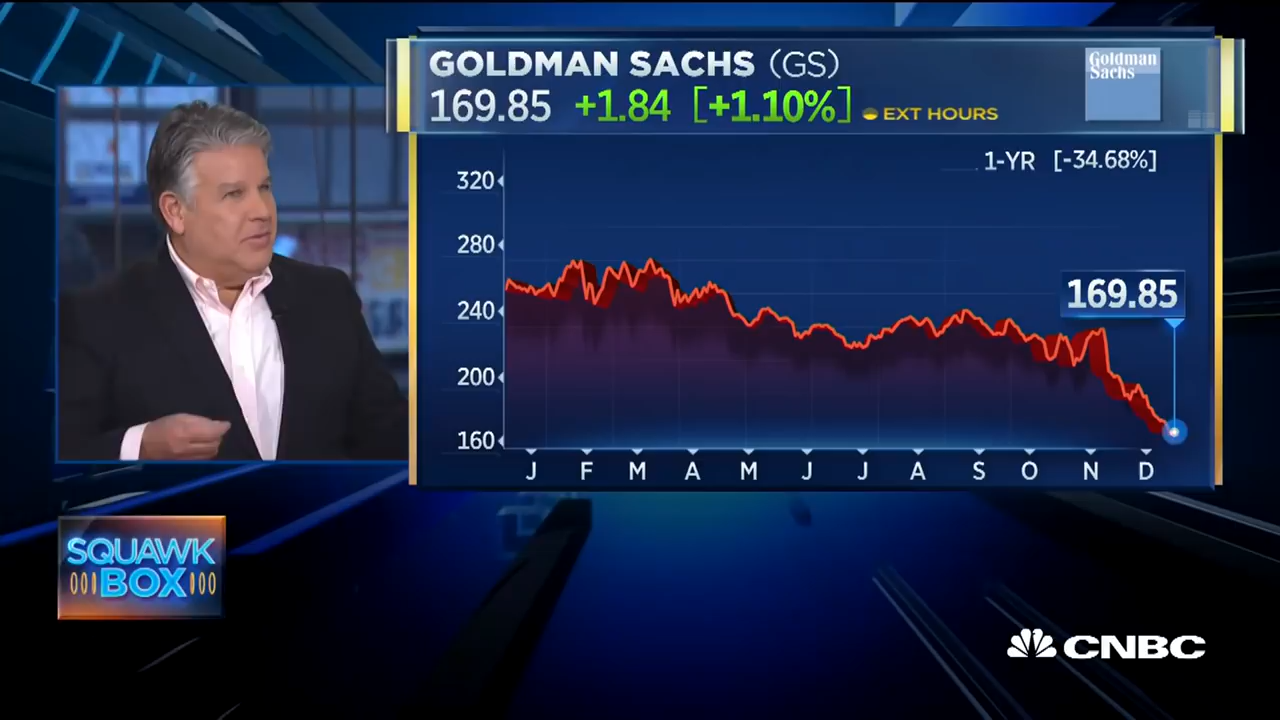 GOLDMAN SACHS (GS)
169.85 +1.84 [+1.10%] EXT HOURS
Goldman
Sachs
1-YR [-34.68%]
320
280
240
200
160
169.85
J F M A M J J A S O N D
SQUAWK
BOX
CNBC